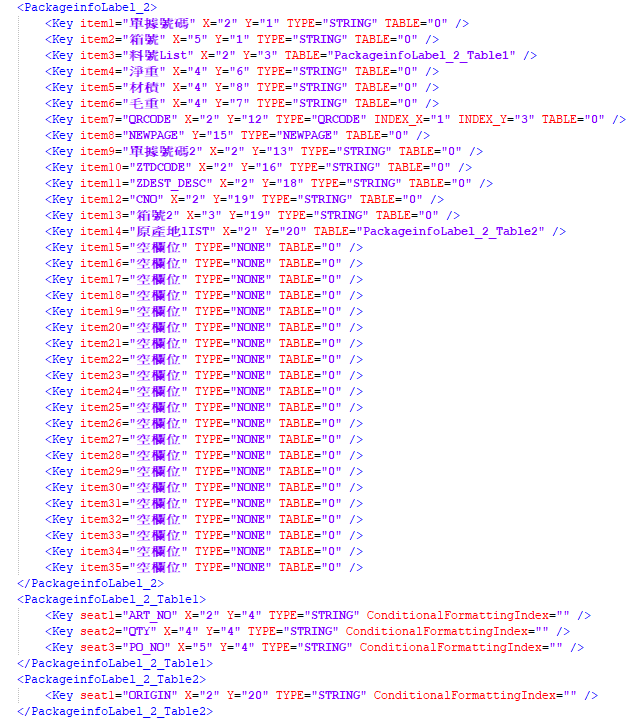 <PackageinfoLabel_2>
<Key item1="單據號碼" X="2" Y="1" TYPE="STRING" TABLE="0" />
<Key item2="箱號" X="5" Y="1" TYPE="STRING" TABLE="0" />
<Key item3="料號List" X="2" Y="3" TABLE="PackageinfoLabel_2_Table1" />
<Key item4="淨重" X="4" Y="6" TYPE="STRING" TABLE="0" />
<Key item5="材積" X="4" Y="8" TYPE="STRING" TABLE="0" />
<Key item6="毛重" X="4" Y="7" TYPE="STRING" TABLE="0" />
<Key item7="QRCODE" X="2" Y="12" TYPE="QRCODE" INDEX_X="1" INDEX_Y="3" TABLE="0" />
<Key item8="NEWPAGE" Y="15" TYPE="NEWPAGE" TABLE="0" />
<Key item9="單據號碼2" X="2" Y="13" TYPE="STRING" TABLE="0" />
<Key item10="ZTDCODE" X="2" Y="16" TYPE="STRING" TABLE="0" />
<Key item11="ZDEST_DESC" X="2" Y="18" TYPE="STRING" TABLE="0" />
<Key item12="CNO" X="2" Y="19" TYPE="STRING" TABLE="0" />
<Key item13="箱號2" X="3" Y="19" TYPE="STRING" TABLE="0" />
<Key item14="原產地lIST" X="2" Y="20" TABLE="PackageinfoLabel_2_Table2" />
<Key item15="空欄位" TYPE="NONE" TABLE="0" />
<Key item16="空欄位" TYPE="NONE" TABLE="0" />
<Key item17="空欄位" TYPE="NONE" TABLE="0" />
<Key item18="空欄位" TYPE="NONE" TABLE="0" />
<Key item19="空欄位" TYPE="NONE" TABLE="0" />
<Key item20="空欄位" TYPE="NONE" TABLE="0" />
<Key item21="空欄位" TYPE="NONE" TABLE="0" />
<Key item22="空欄位" TYPE="NONE" TABLE="0" />
<Key item23="空欄位" TYPE="NONE" TABLE="0" />
<Key item24="空欄位" TYPE="NONE" TABLE="0" />
<Key item25="空欄位" TYPE="NONE" TABLE="0" />
<Key item26="空欄位" TYPE="NONE" TABLE="0" />
<Key item27="空欄位" TYPE="NONE" TABLE="0" />
<Key item28="空欄位" TYPE="NONE" TABLE="0" />
<Key item29="空欄位" TYPE="NONE" TABLE="0" />
<Key item30="空欄位" TYPE="NONE" TABLE="0" />
<Key item31="空欄位" TYPE="NONE" TABLE="0" />
<Key item32="空欄位" TYPE="NONE" TABLE="0" />
<Key item33="空欄位" TYPE="NONE" TABLE="0" />
<Key item34="空欄位" TYPE="NONE" TABLE="0" />
<Key item35="空欄位" TYPE="NONE" TABLE="0" />
</PackageinfoLabel_2>
<PackageinfoLabel_2_Table1>
<Key seat1="ART_NO" X="2" Y="4" TYPE="STRING" ConditionalFormattingIndex="" />
<Key seat2="QTY" X="4" Y="4" TYPE="STRING" ConditionalFormattingIndex="" />
<Key seat3="PO_NO" X="5" Y="4" TYPE="STRING" ConditionalFormattingIndex="" />
</PackageinfoLabel_2_Table1>
<PackageinfoLabel_2_Table2>
<Key seat1="ORIGIN" X="2" Y="20" TYPE="STRING" ConditionalFormattingIndex="" />
</PackageinfoLabel_2_Table2>